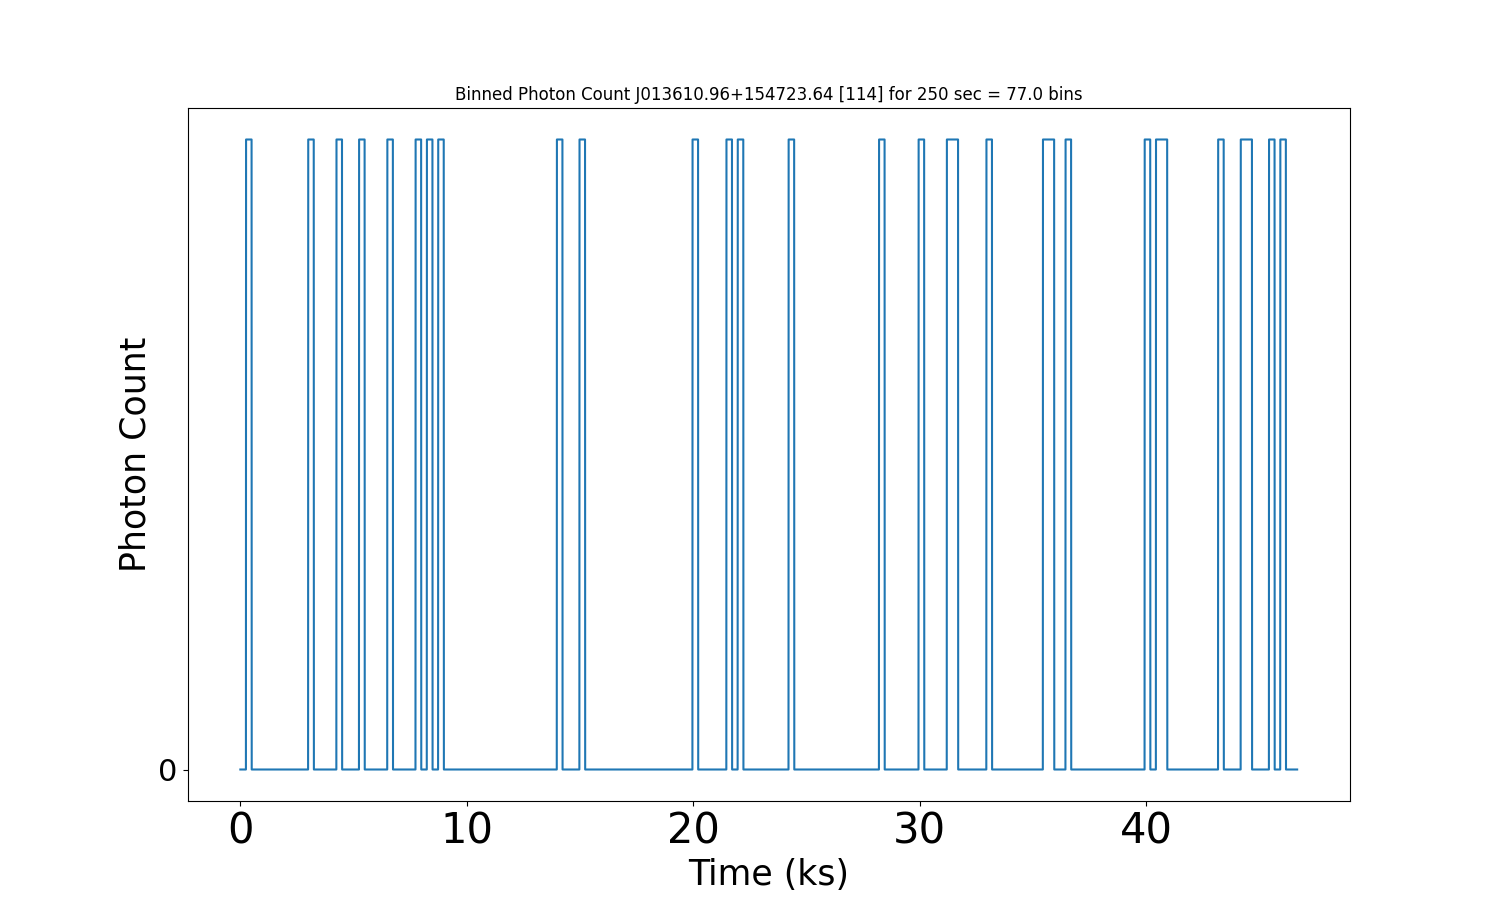 Binned Photon Count J013610.96+154723.64 [114] for 250 sec = 77.0 bins
Photon Count
0
0 10 20 30 40
Time (ks)